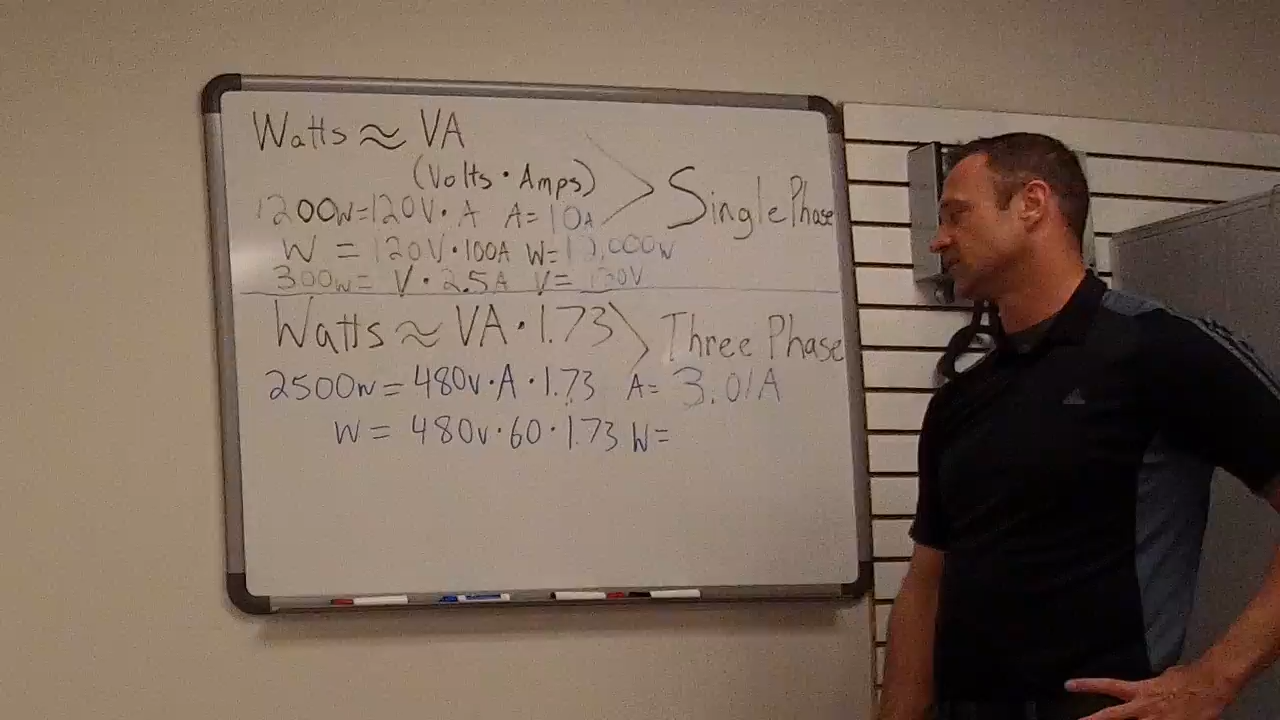 Watts ≈ VA
(Volts · Amps)
Single Phase
1200w=120V · A A= 10A
W = 120V·100A W=12,000w
300w= V · 2.5A V= 120V
Watts ≈ VA · 1.73
Three Phase
2500w = 480v·A · 1.73 A= 3.01A
W = 480v·60·1.73 W=